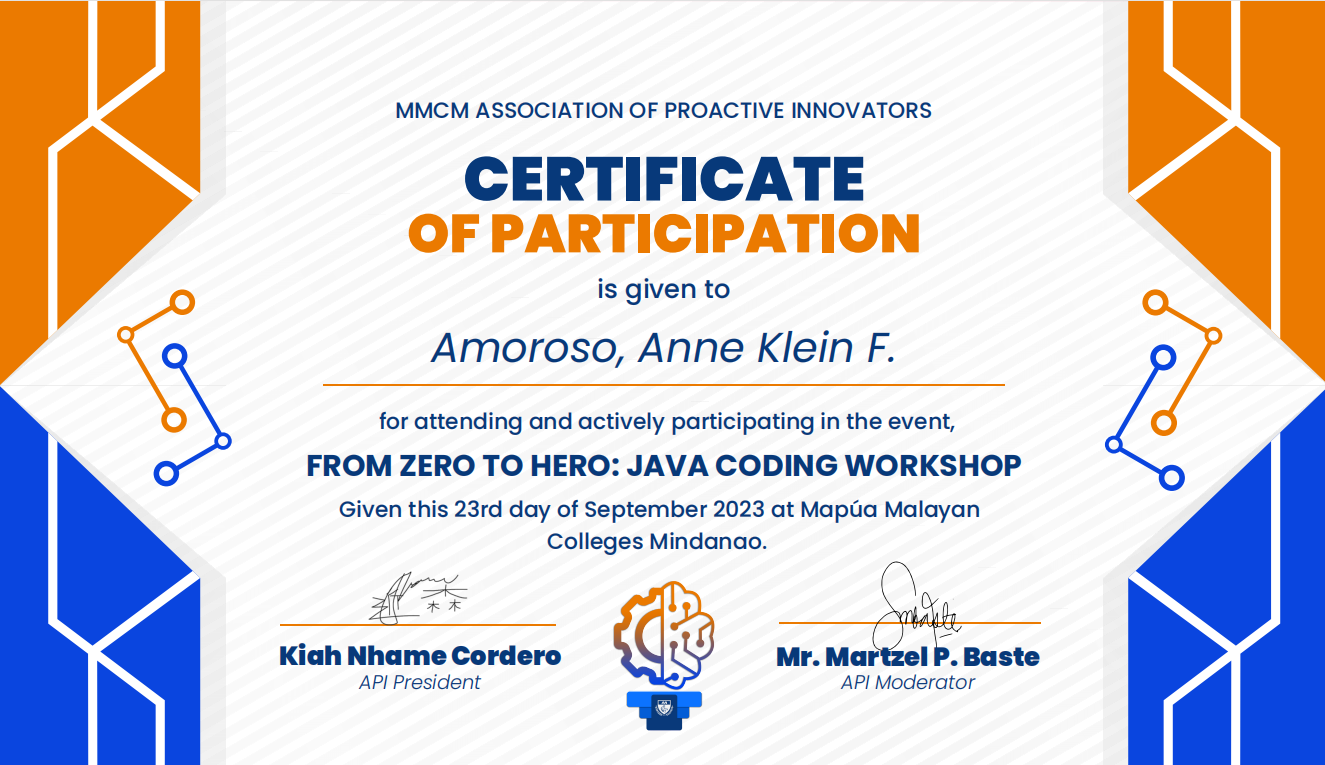 MMCM ASSOCIATION OF PROACTIVE INNOVATORS
CERTIFICATE
OF PARTICIPATION
is given to
Amoroso, Anne Klein F.
for attending and actively participating in the event,
FROM ZERO TO HERO: JAVA CODING WORKSHOP
Given this 23rd day of September 2023 at Mapúa Malayan
Colleges Mindanao.
Kiah Nhame Cordero
API President
Mr. Martzel P. Baste
API Moderator